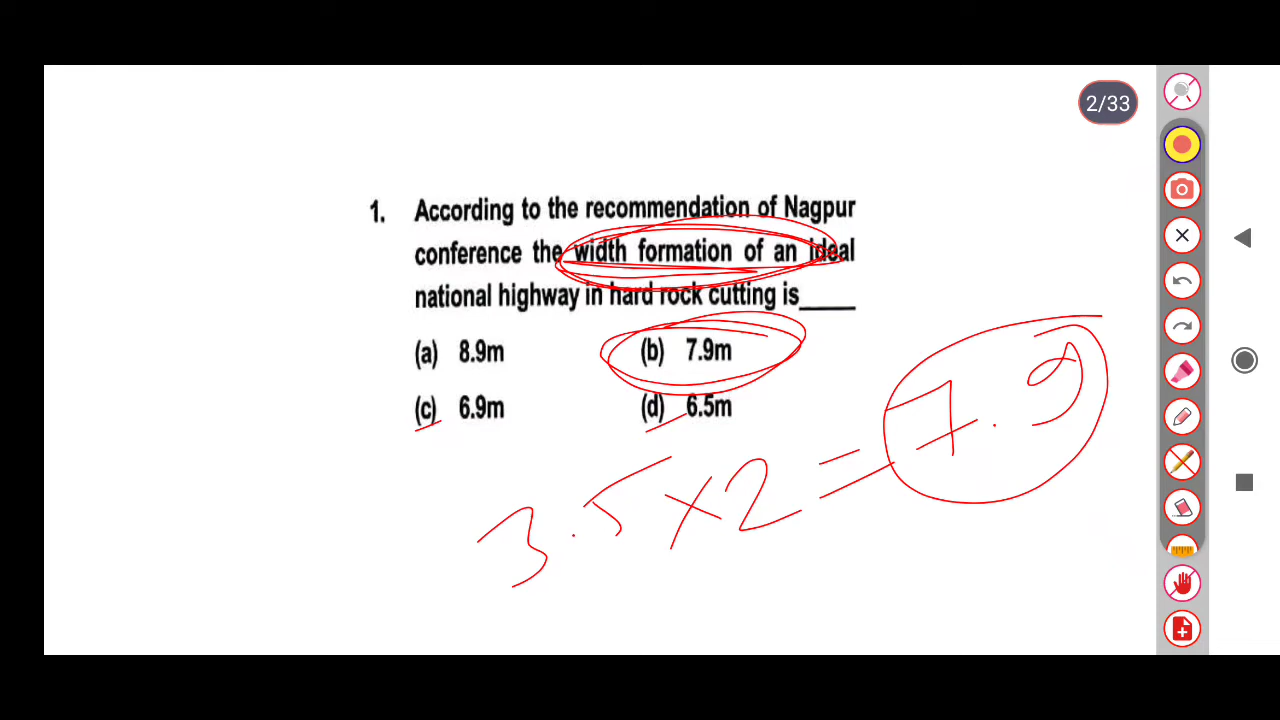 2/33
1. According to the recommendation of Nagpur
conference the width formation of an ideal
national highway in hard rock cutting is____
(a) 8.9m (b) 7.9m
(c) 6.9m (d) 6.5m
3.5 × 2 = 7.9